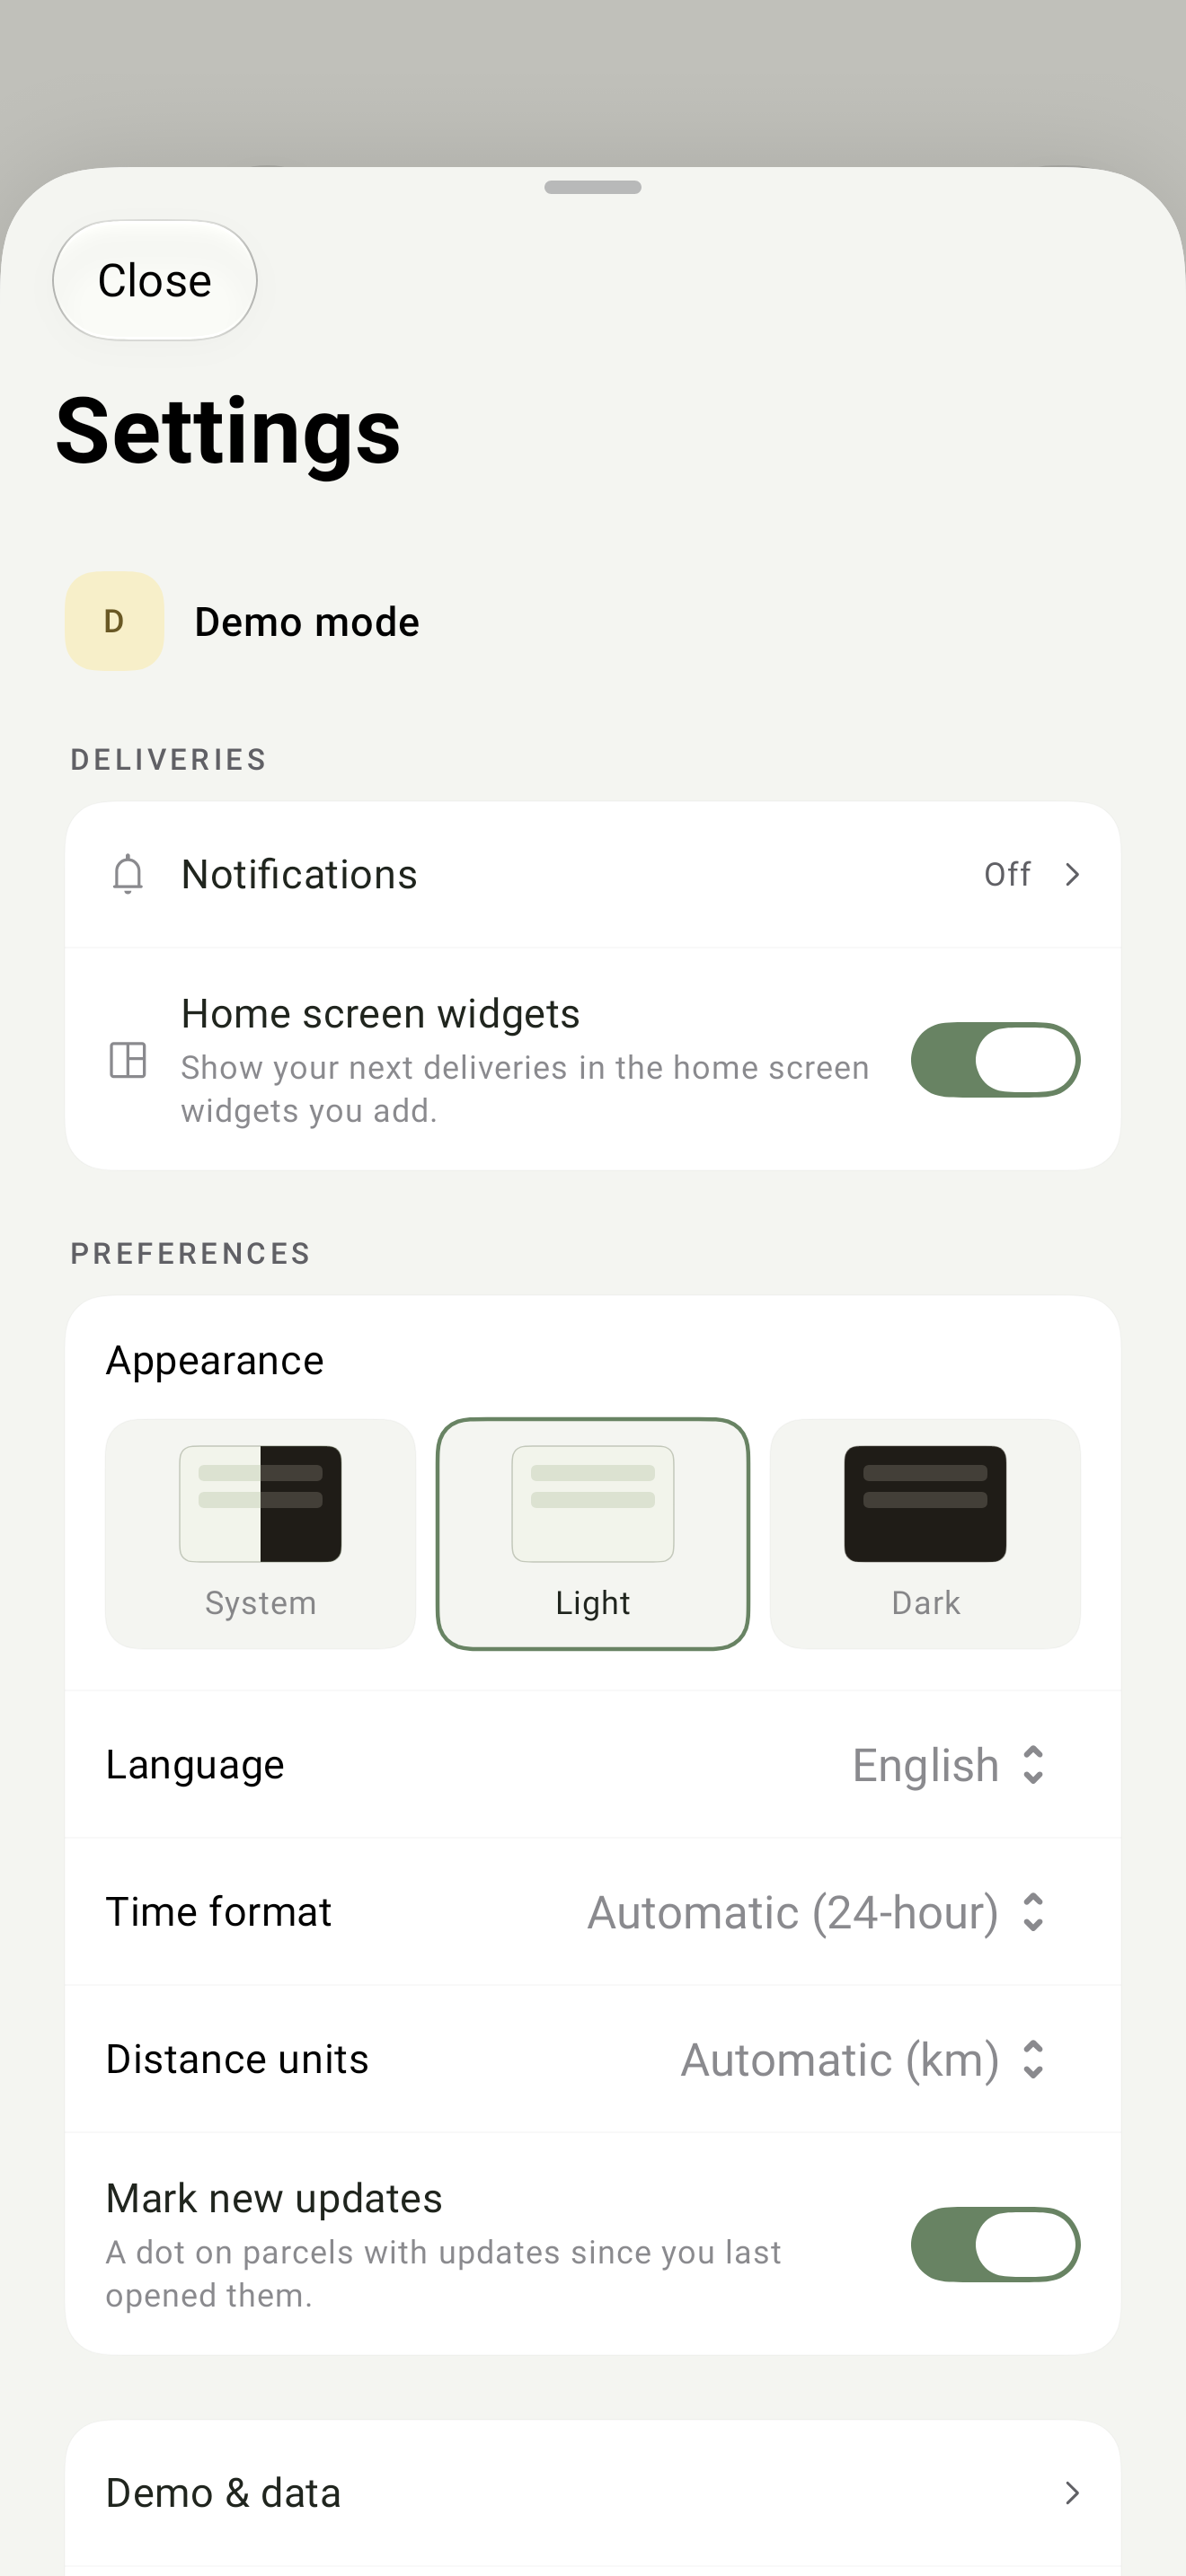 Close
Settings
D
Demo mode
DELIVERIES
Notifications
Off
Home screen widgets
Show your next deliveries in the home screen
widgets you add.
PREFERENCES
Appearance
System
Light
Dark
Language
English
Time format
Automatic (24-hour)
Distance units
Automatic (km)
Mark new updates
A dot on parcels with updates since you last
opened them.
Demo & data